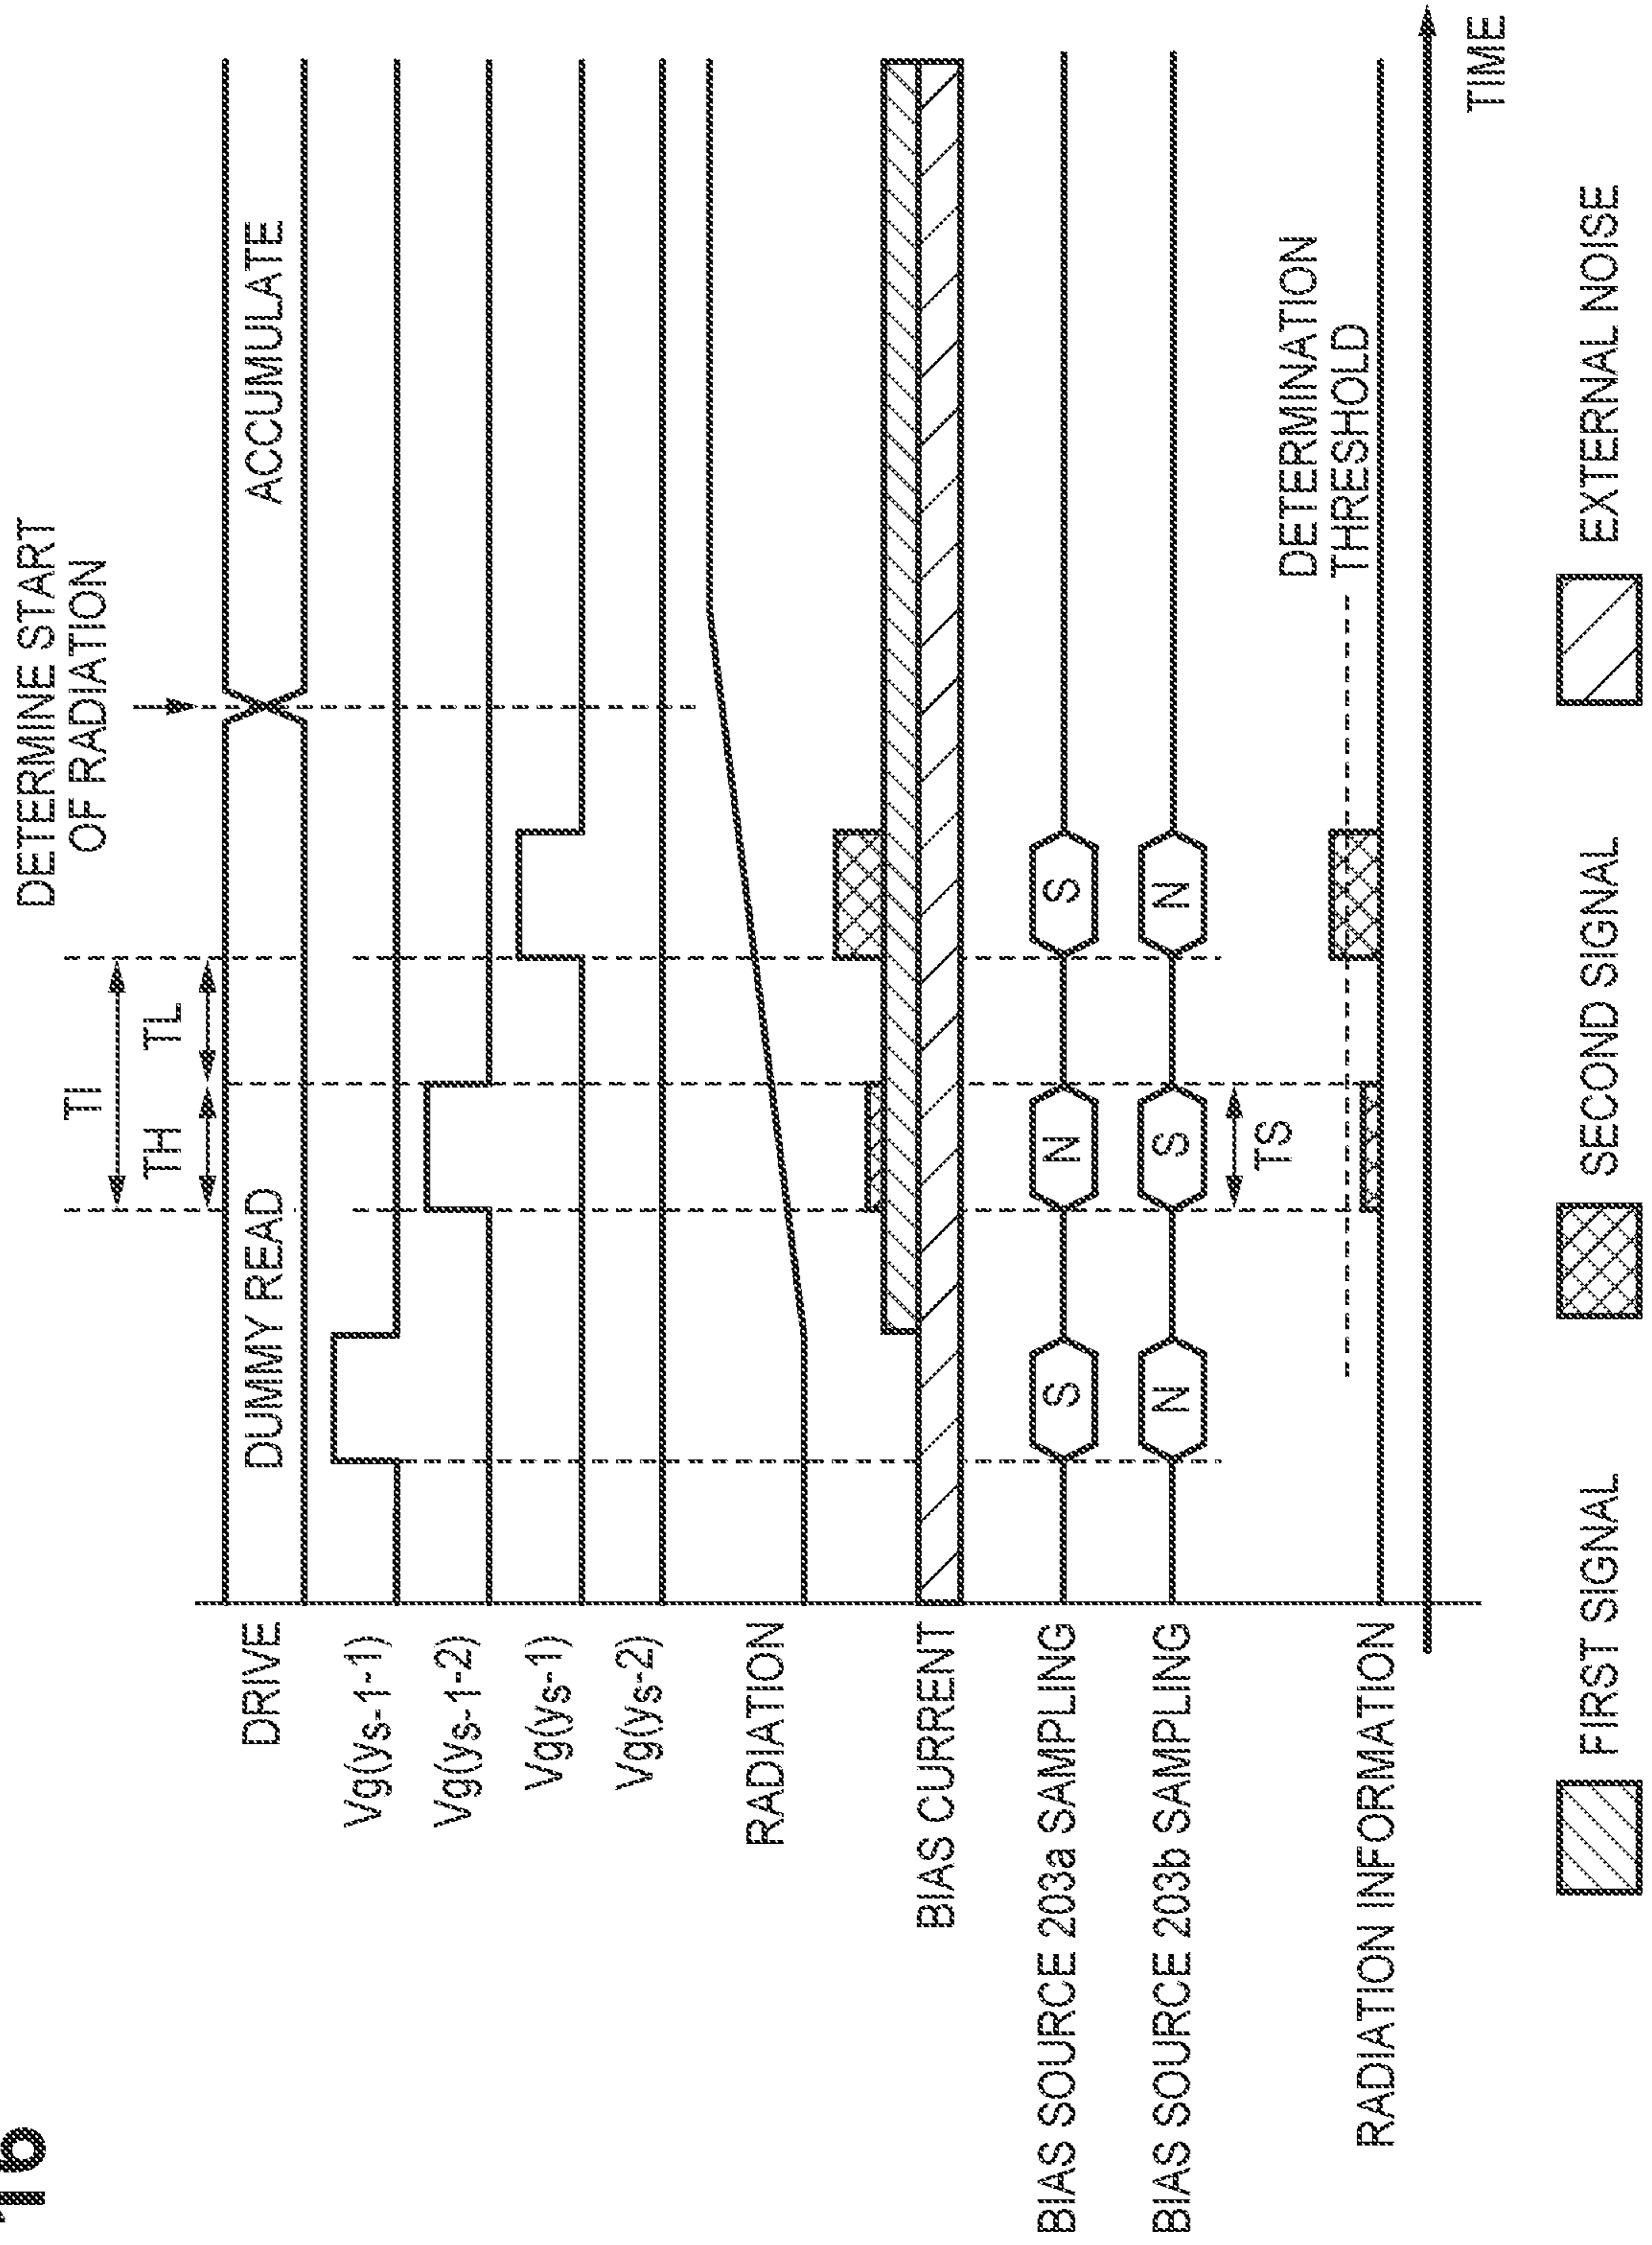 16
DETERMINE START
OF RADIATION
TI
TH
TL
DRIVE
DUMMY READ
ACCUMULATE
Vg(ys-1-1)
Vg(ys-1-2)
Vg(ys-1)
Vg(ys-2)
RADIATION
BIAS CURRENT
BIAS SOURCE 203a SAMPLING
S
N
S
BIAS SOURCE 203b SAMPLING
N
S
N
TS
DETERMINATION
THRESHOLD
RADIATION INFORMATION
TIME
FIRST SIGNAL
SECOND SIGNAL
EXTERNAL NOISE